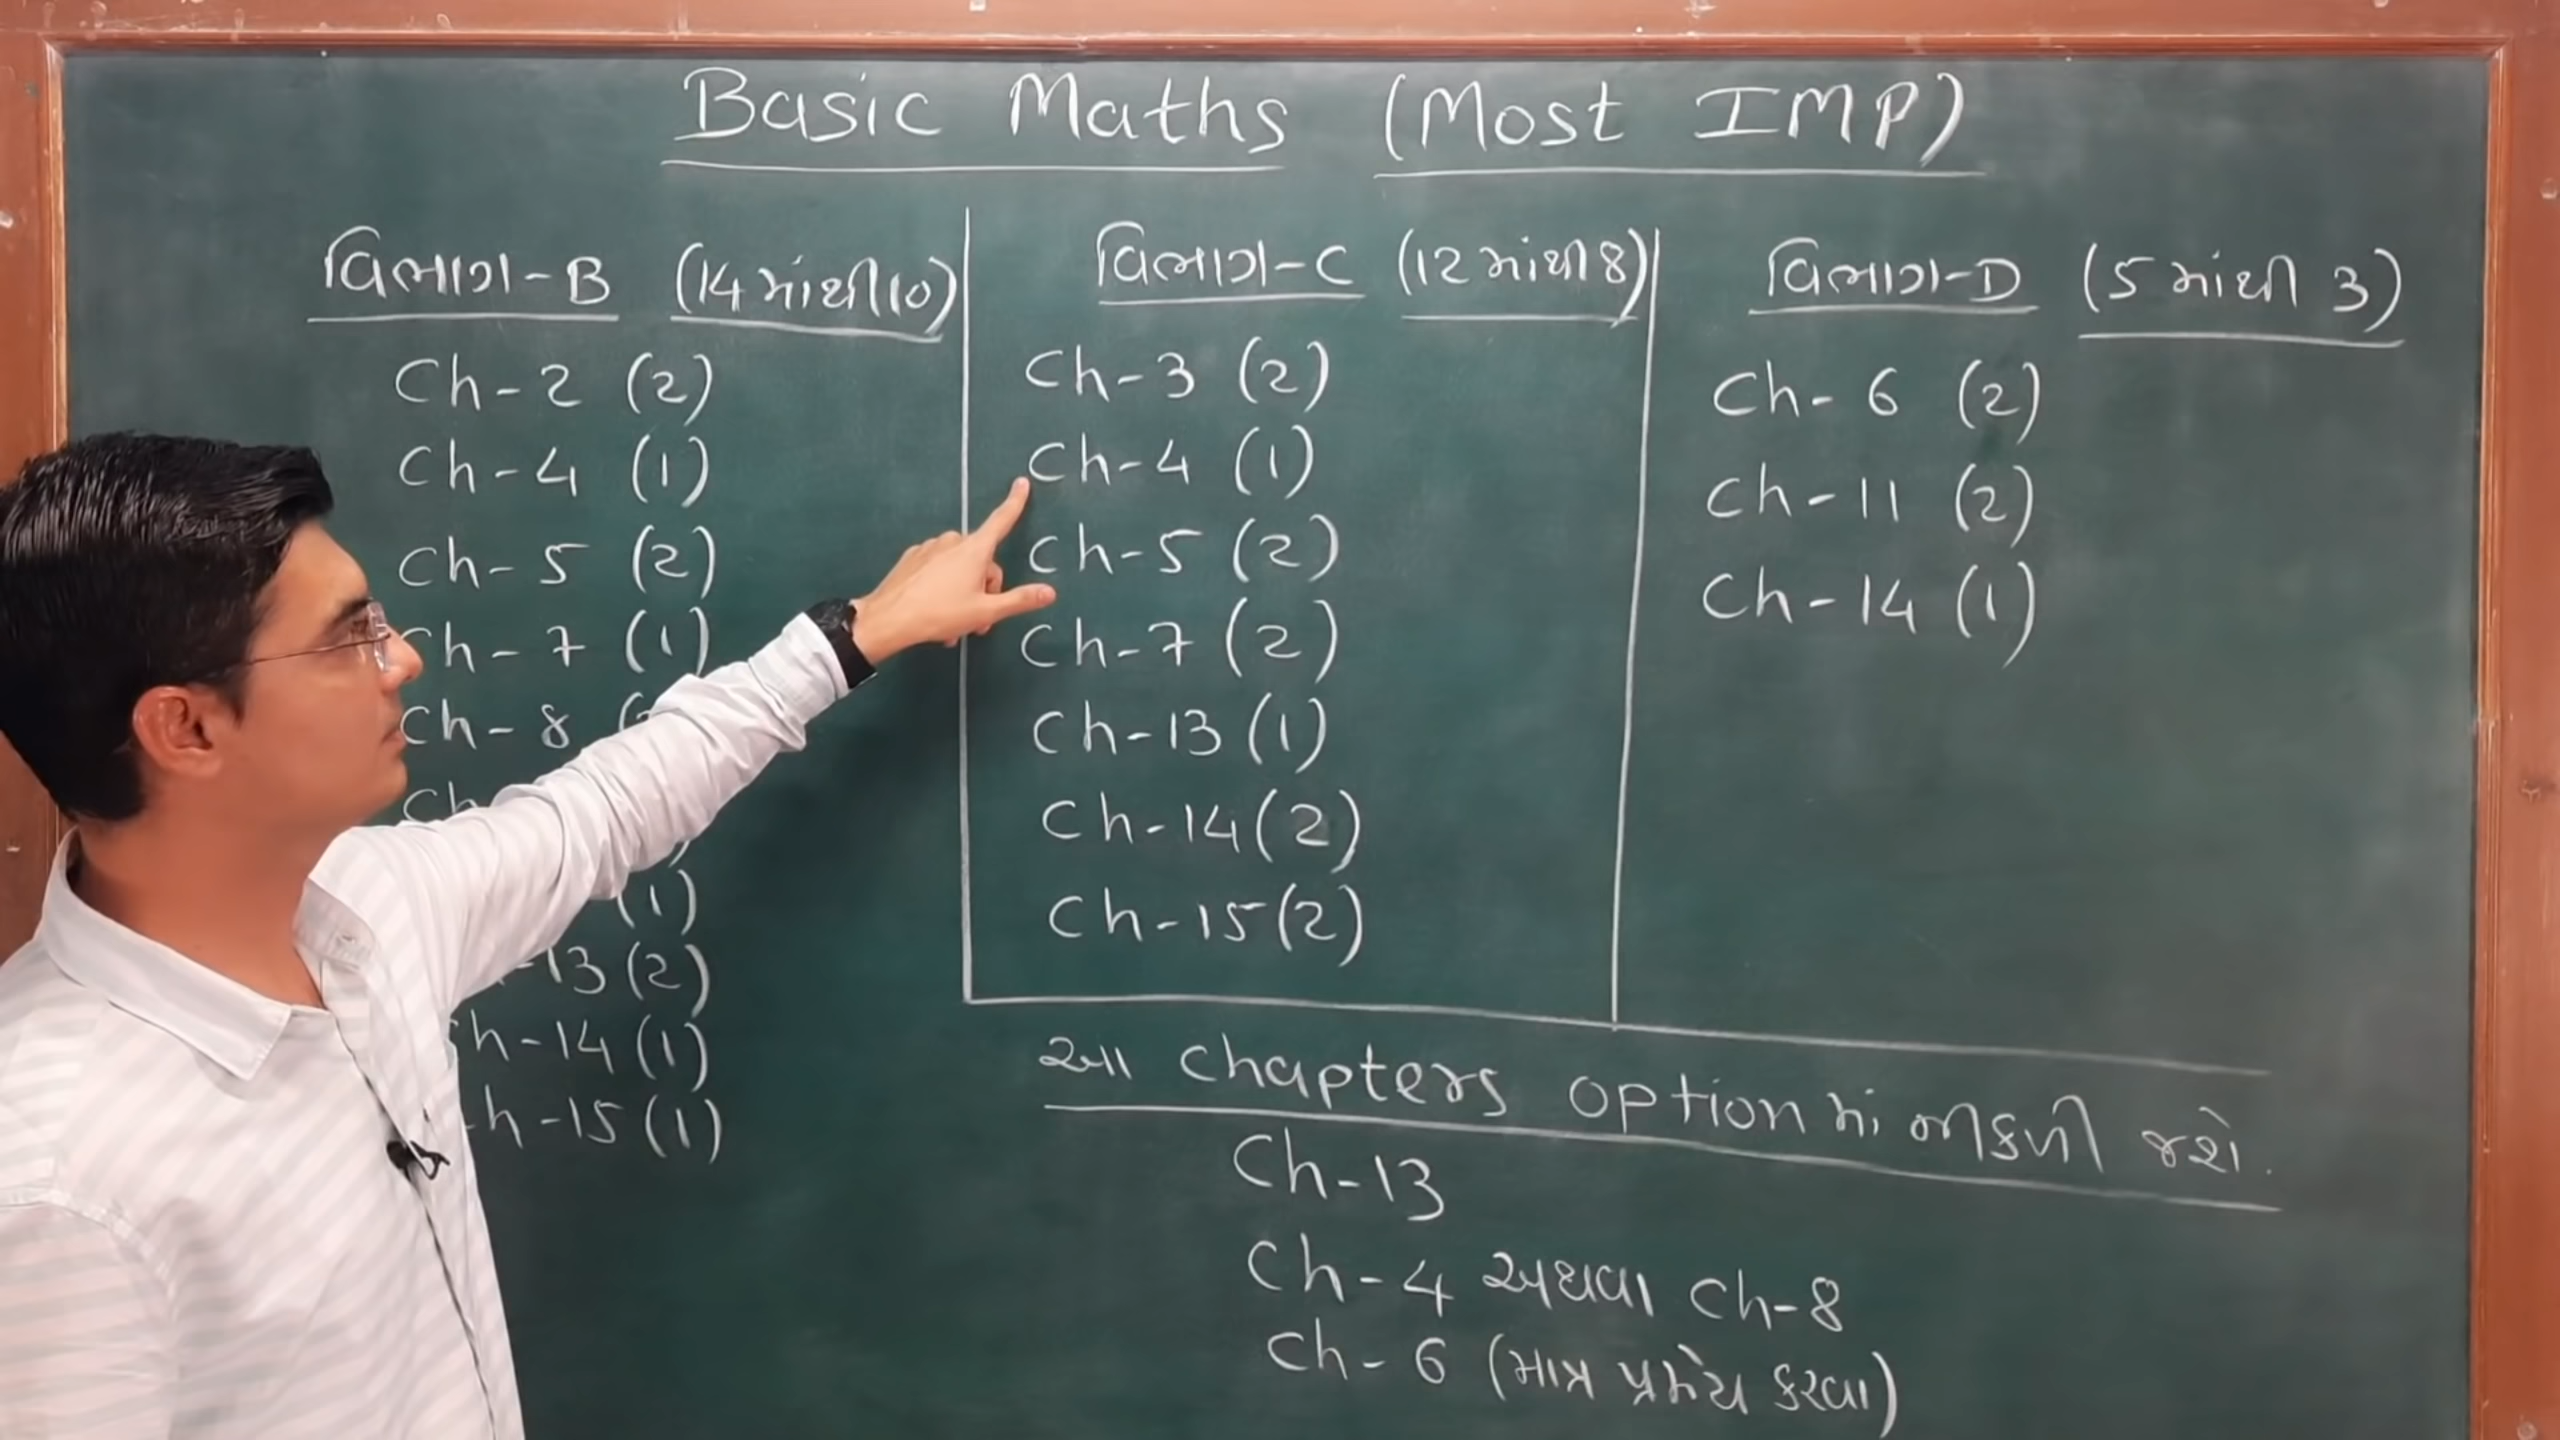 Basic Maths (Most IMP)
વિભાગ-B (14 માંથી 10)
Ch-2 (2)
Ch-4 (1)
Ch-5 (2)
Ch-7 (1)
Ch-8
(1)
-13 (2)
Ch-14 (1)
Ch-15 (1)
વિભાગ-C (12 માંથી 8)
Ch-3 (2)
Ch-4 (1)
Ch-5 (2)
Ch-7 (2)
Ch-13 (1)
Ch-14 (2)
Ch-15 (2)
વિભાગ-D (5 માંથી 3)
Ch-6 (2)
Ch-11 (2)
Ch-14 (1)
આ chapters option માં નીકળી જશે.
Ch-13
Ch-4 અથવા Ch-8
Ch-6 (માત્ર પ્રમેય કરવા)